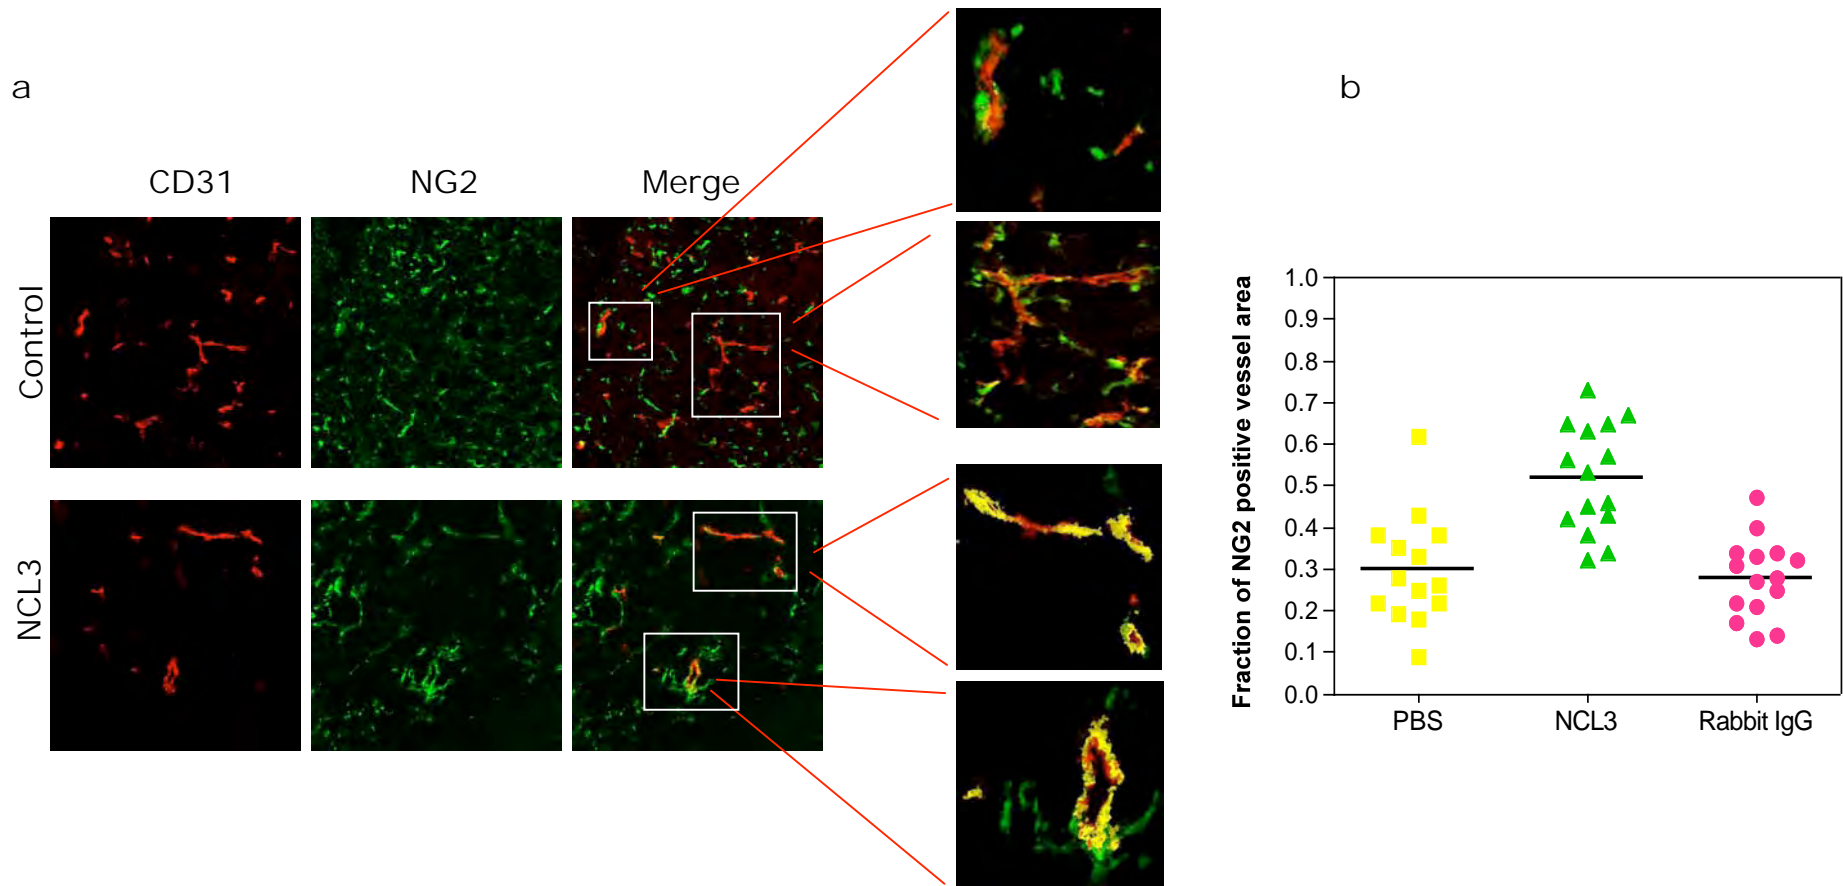 a
b
CD31
NG2
Merge
Control
NCL3
Fraction of NG2 positive vessel area
1.0
0.9
0.8
0.7
0.6
0.5
0.4
0.3
0.2
0.1
0.0
PBS
NCL3
Rabbit IgG